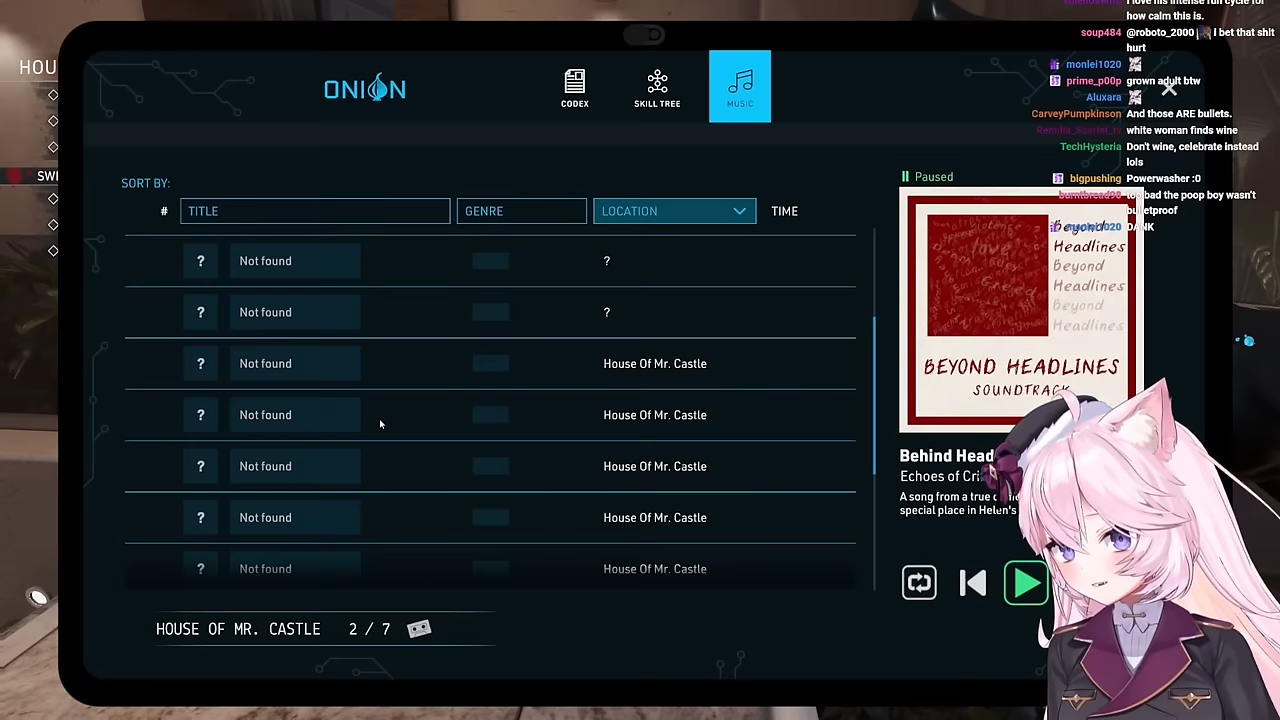 HOU
SWI
ONION
CODEX
SKILL TREE
MUSIC
SORT BY:
# TITLE GENRE LOCATION TIME
? Not found ?
? Not found ?
? Not found House Of Mr. Castle
? Not found House Of Mr. Castle
? Not found House Of Mr. Castle
? Not found House Of Mr. Castle
? Not found House Of Mr. Castle
HOUSE OF MR. CASTLE 2 / 7
Paused
Beyond
Headlines
Beyond
Headlines
Beyond
Headlines
BEYOND HEADLINES
SOUNDTRACK
Behind Head
Echoes of Cri
A song from a true
special place in Helen's
how calm this is.
soup484 @roboto_2000 i bet that shit
hurt
monlei1020
prime_p00p grown adult btw
Aluxara
CarveyPumpkinson And those ARE bullets.
Remilia_Scarlet_tv white woman finds wine
TechHysteria Don't wine, celebrate instead
lols
bigpushing Powerwasher :0
burntbread98 too bad the poop boy wasn't
bulletproof
monlei1020 DANK